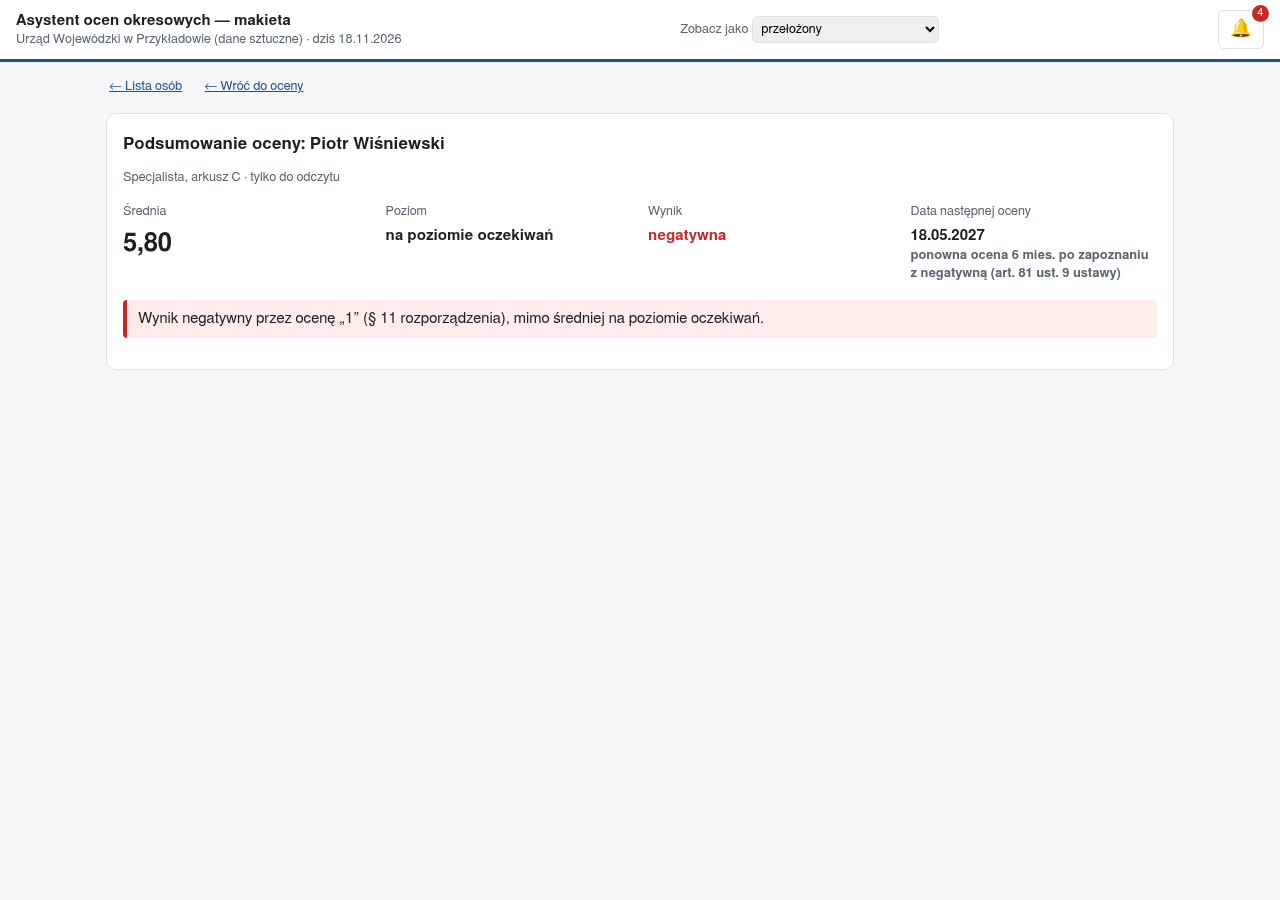 Asystent ocen okresowych — makieta
Urząd Wojewódzki w Przykładowie (dane sztuczne) · dziś 18.11.2026
Zobacz jako przełożony
4
← Lista osób ← Wróć do oceny
Podsumowanie oceny: Piotr Wiśniewski
Specjalista, arkusz C · tylko do odczytu
Średnia
5,80
Poziom
na poziomie oczekiwań
Wynik
negatywna
Data następnej oceny
18.05.2027
ponowna ocena 6 mies. po zapoznaniu
z negatywną (art. 81 ust. 9 ustawy)
Wynik negatywny przez ocenę „1” (§ 11 rozporządzenia), mimo średniej na poziomie oczekiwań.